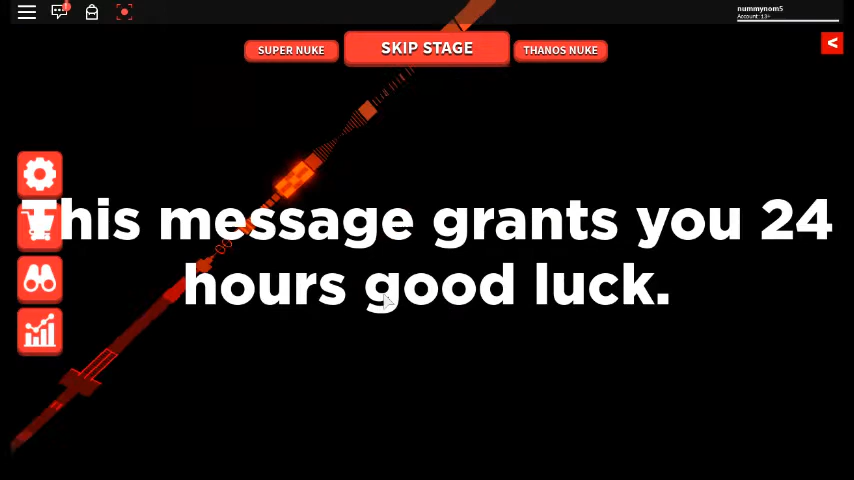 nummynom5
Account: 13+
SUPER NUKE
SKIP STAGE
THANOS NUKE
<
This message grants you 24
hours good luck.